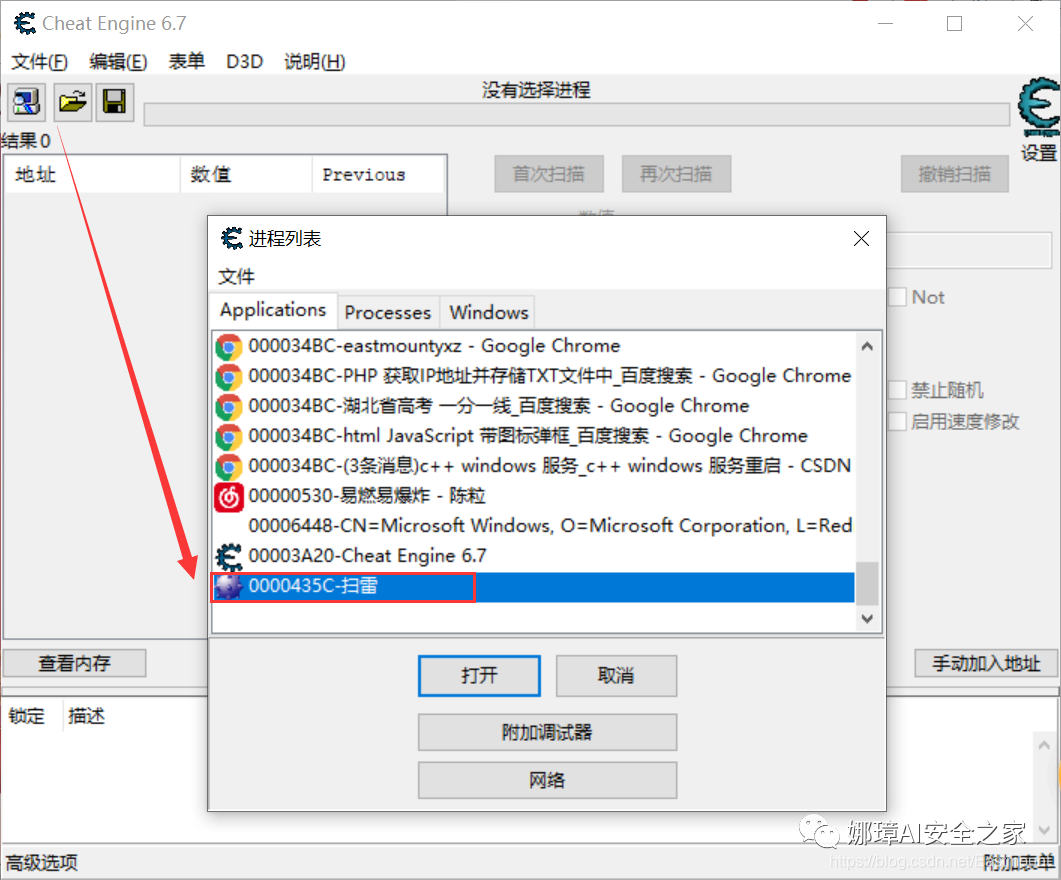 Cheat Engine 6.7
文件(F) 编辑(E) 表单 D3D 说明(H)
没有选择进程
设置
结果 0
地址 数值 Previous
首次扫描 再次扫描 撤销扫描
数值
进程列表
文件
Applications Processes Windows
Not
禁止随机
启用速度修改
000034BC-eastmountyxz - Google Chrome
000034BC-PHP 获取IP地址并存储TXT文件中_百度搜索 - Google Chrome
000034BC-湖北省高考 一分一线_百度搜索 - Google Chrome
000034BC-html JavaScript 带图标弹框_百度搜索 - Google Chrome
000034BC-(3条消息)c++ windows 服务_c++ windows 服务重启 - CSDN
00000530-易燃易爆炸 - 陈粒
00006448-CN=Microsoft Windows, O=Microsoft Corporation, L=Red
00003A20-Cheat Engine 6.7
0000435C-扫雷
查看内存 手动加入地址
打开 取消
附加调试器
网络
锁定 描述
娜璋AI安全之家
高级选项 附加表单